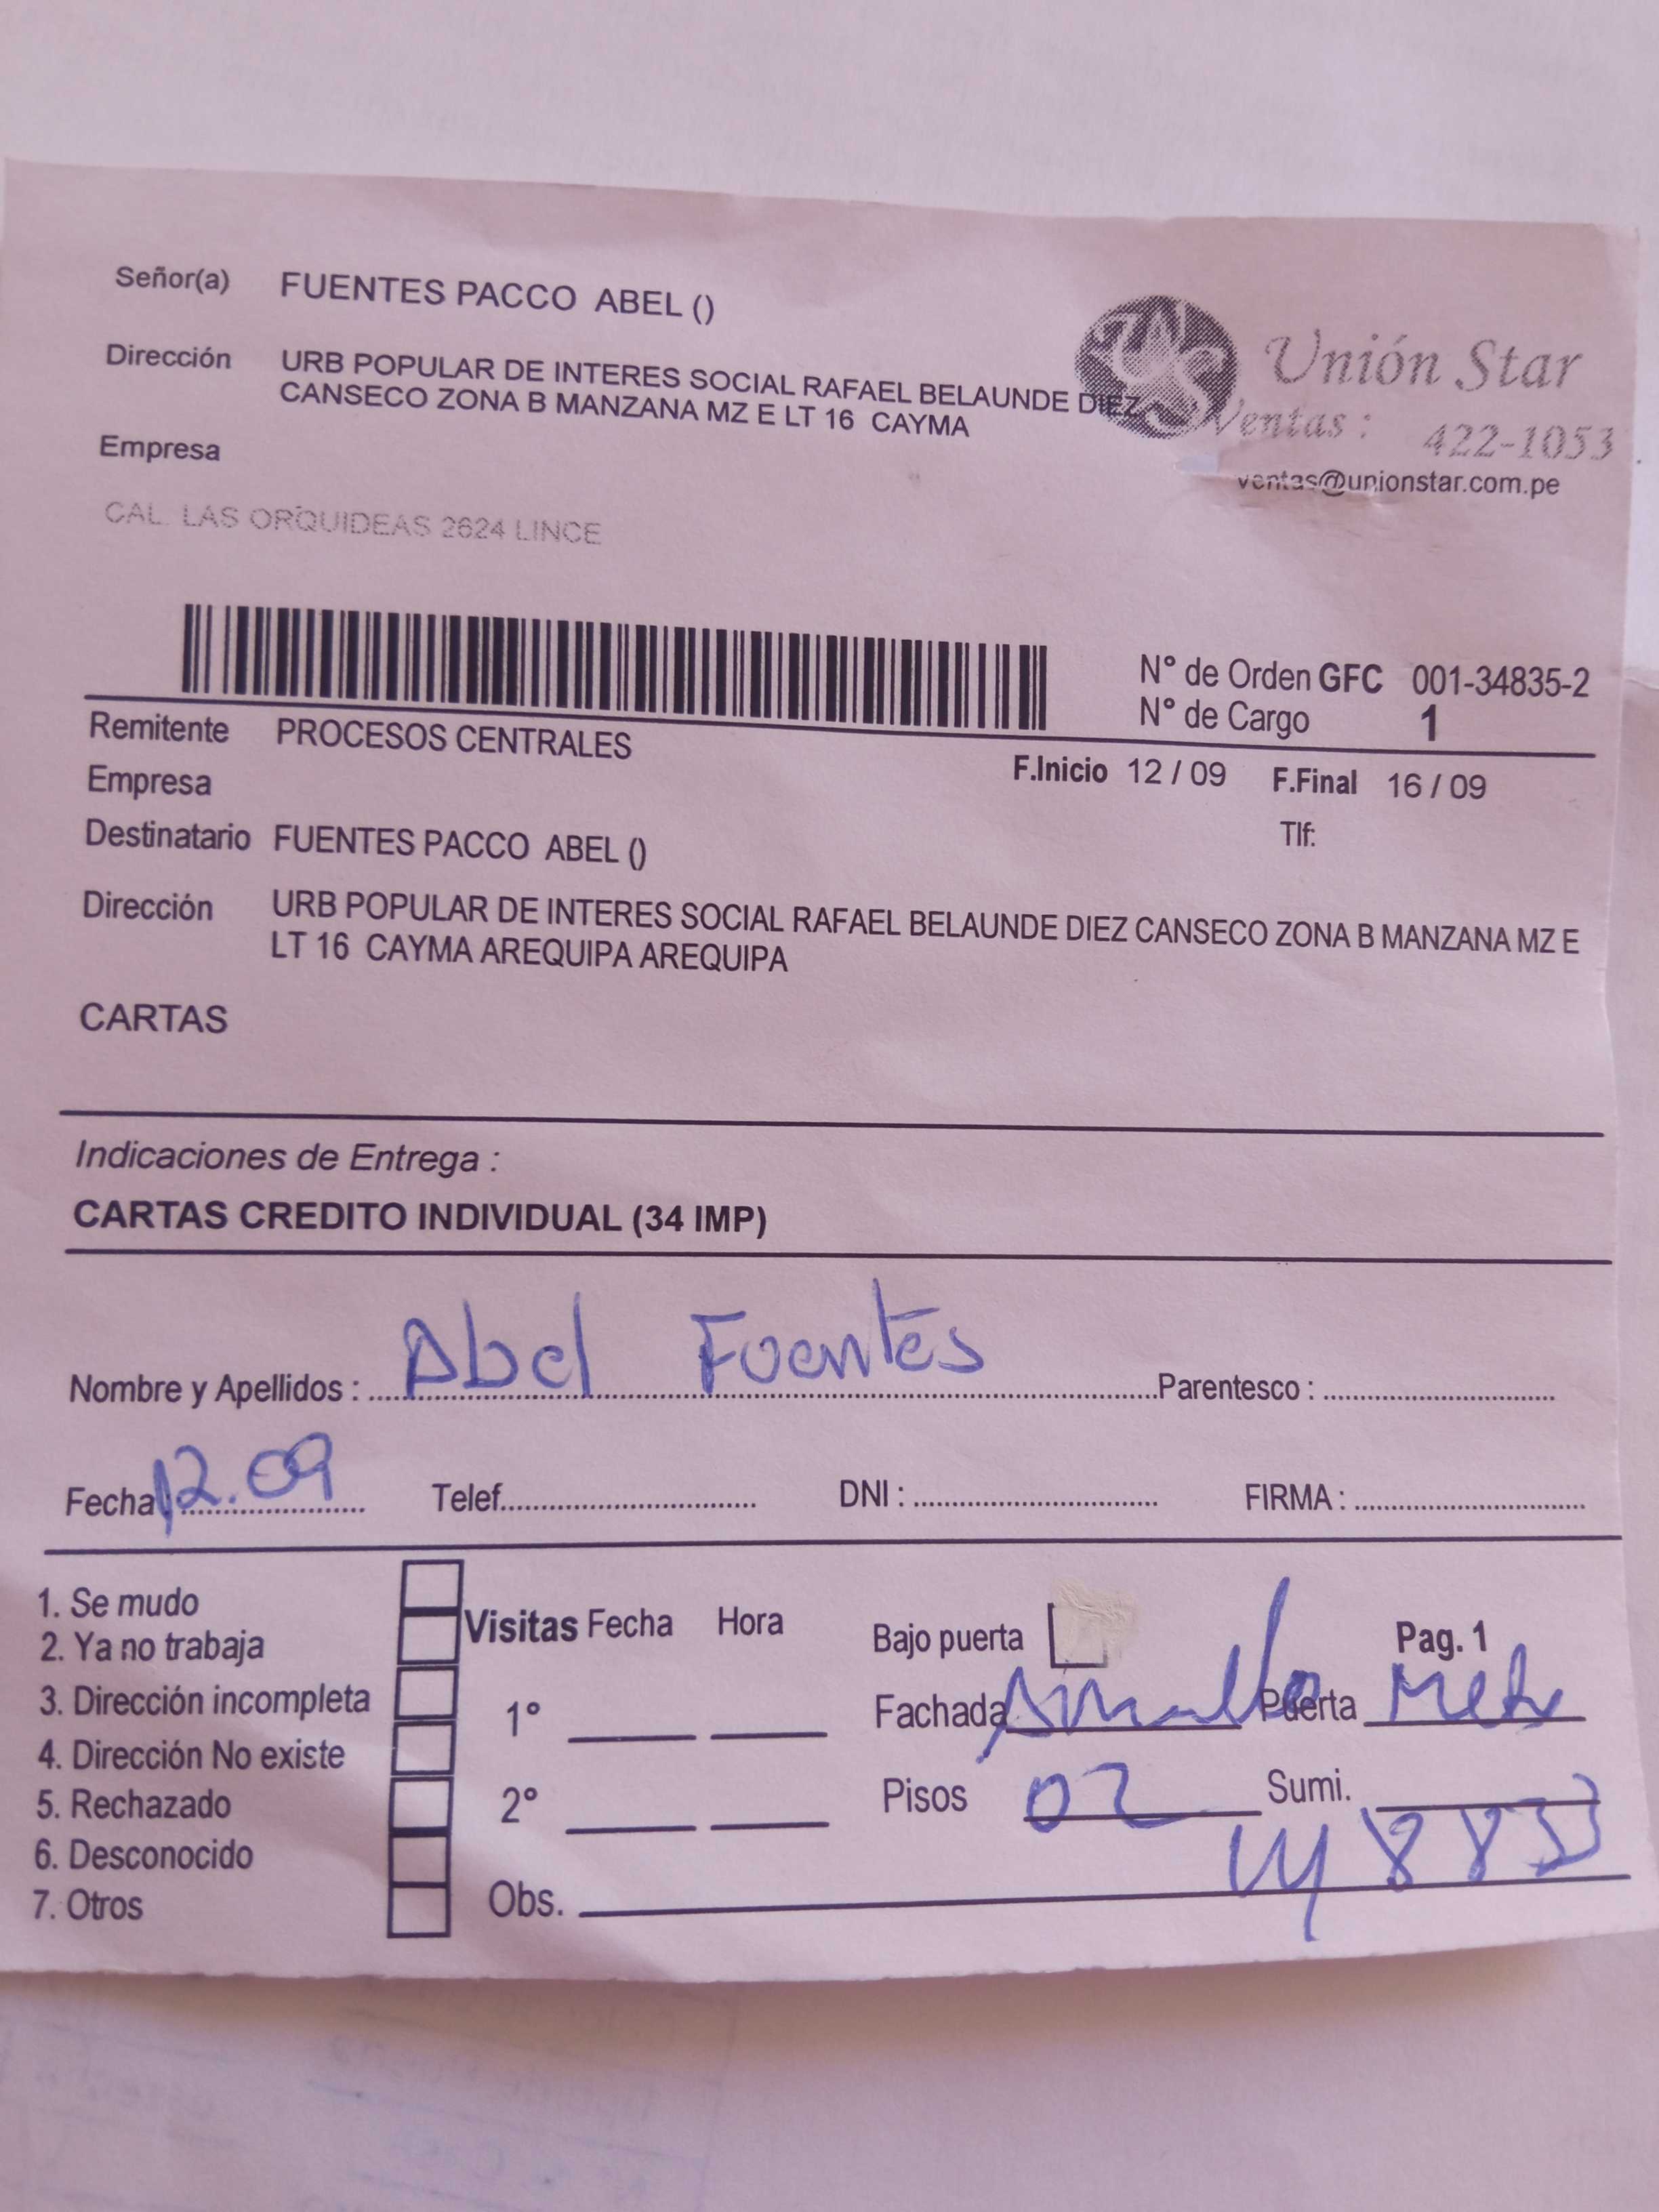 Señor(a) FUENTES PACCO ABEL ()
Dirección URB POPULAR DE INTERES SOCIAL RAFAEL BELAUNDE DIEZ
CANSECO ZONA B MANZANA MZ E LT 16 CAYMA
Unión Star
Ventas : 422-1053
ventas@unionstar.com.pe
Empresa
CAL. LAS ORQUIDEAS 2624 LINCE
N° de Orden GFC 001-34835-2
N° de Cargo 1
Remitente PROCESOS CENTRALES
F.Inicio 12 / 09 F.Final 16 / 09
Empresa
Tlf:
Destinatario FUENTES PACCO ABEL ()
Dirección URB POPULAR DE INTERES SOCIAL RAFAEL BELAUNDE DIEZ CANSECO ZONA B MANZANA MZ E
LT 16 CAYMA AREQUIPA AREQUIPA
CARTAS
Indicaciones de Entrega :
CARTAS CREDITO INDIVIDUAL (34 IMP)
Nombre y Apellidos : Abel Fuentes Parentesco :
Fecha 12.09 Telef. DNI : FIRMA :
1. Se mudo
2. Ya no trabaja
3. Dirección incompleta
4. Dirección No existe
5. Rechazado
6. Desconocido
7. Otros
Visitas Fecha Hora
1°
2°
Obs.
Bajo puerta Pag. 1
Fachada Puerta
Pisos 02 Sumi.